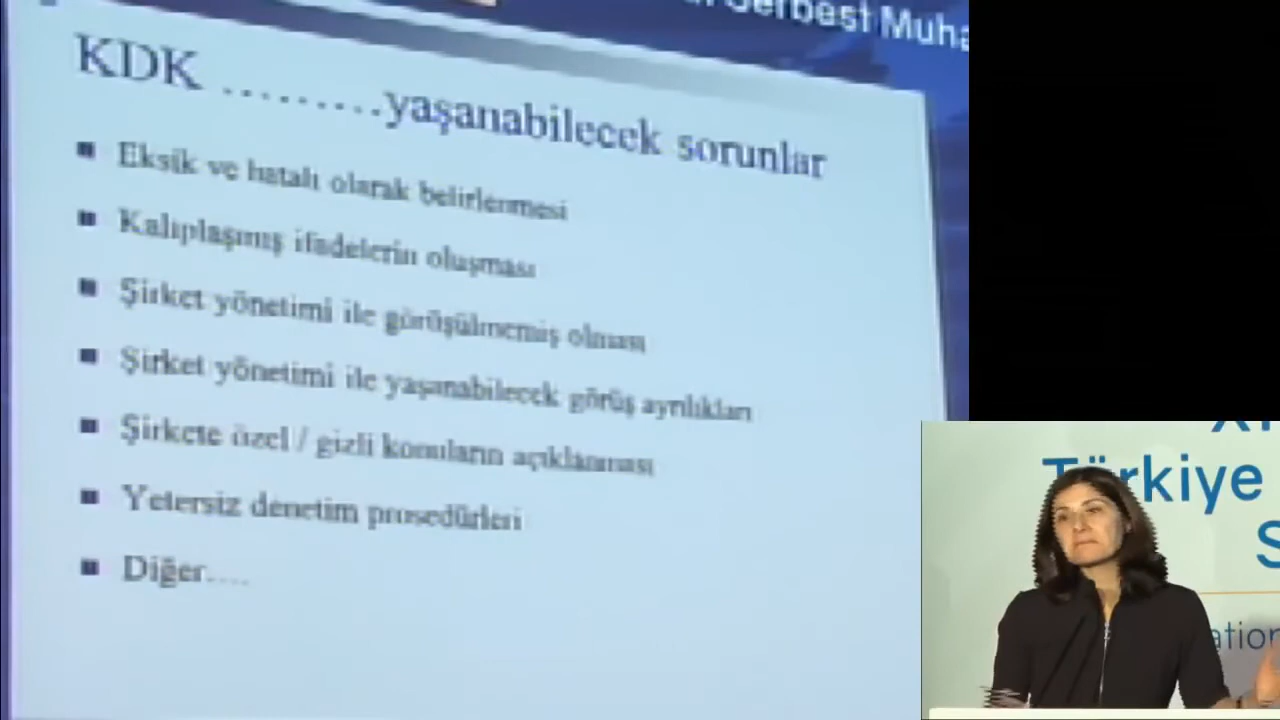 Serbest Muha
KDK ………yaşanabilecek sorunlar
Eksik ve hatalı olarak belirlenmesi
Kalıplaşmış ifadelerin oluşması
Şirket yönetimi ile görüşülmemiş olması
Şirket yönetimi ile yaşanabilecek görüş ayrılıkları
Şirkete özel / gizli konuların açıklanması
Yetersiz denetim prosedürleri
Diğer….
Türkiye
S
ation